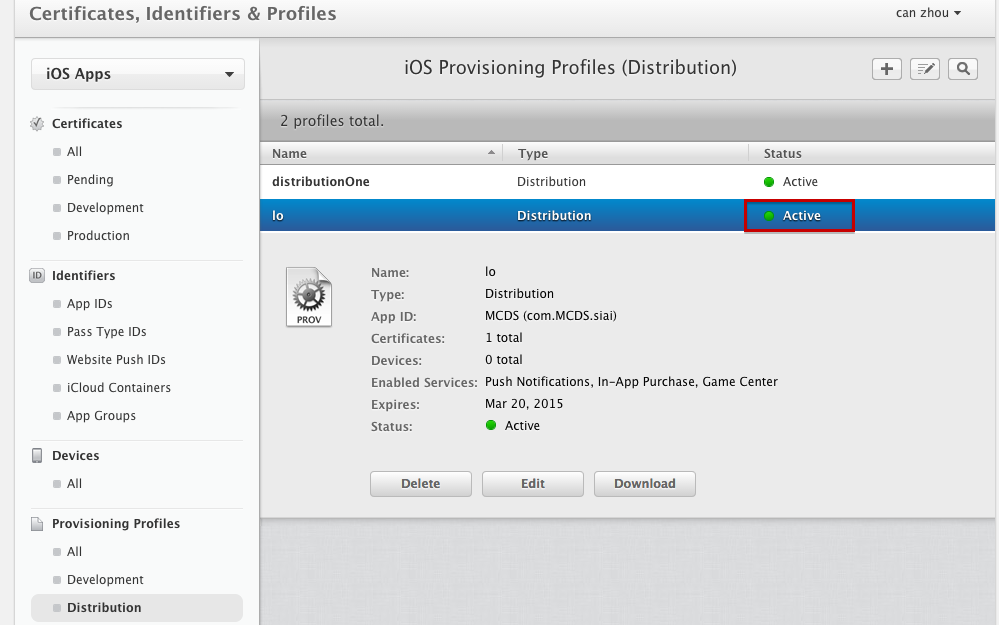 Certificates, Identifiers & Profiles
can zhou
iOS Apps
Certificates
All
Pending
Development
Production
ID Identifiers
App IDs
Pass Type IDs
Website Push IDs
iCloud Containers
App Groups
Devices
All
Provisioning Profiles
All
Development
Distribution
iOS Provisioning Profiles (Distribution)
2 profiles total.
Name Type Status
distributionOne Distribution Active
lo Distribution Active
PROV
Name: lo
Type: Distribution
App ID: MCDS (com.MCDS.siai)
Certificates: 1 total
Devices: 0 total
Enabled Services: Push Notifications, In-App Purchase, Game Center
Expires: Mar 20, 2015
Status: Active
Delete Edit Download